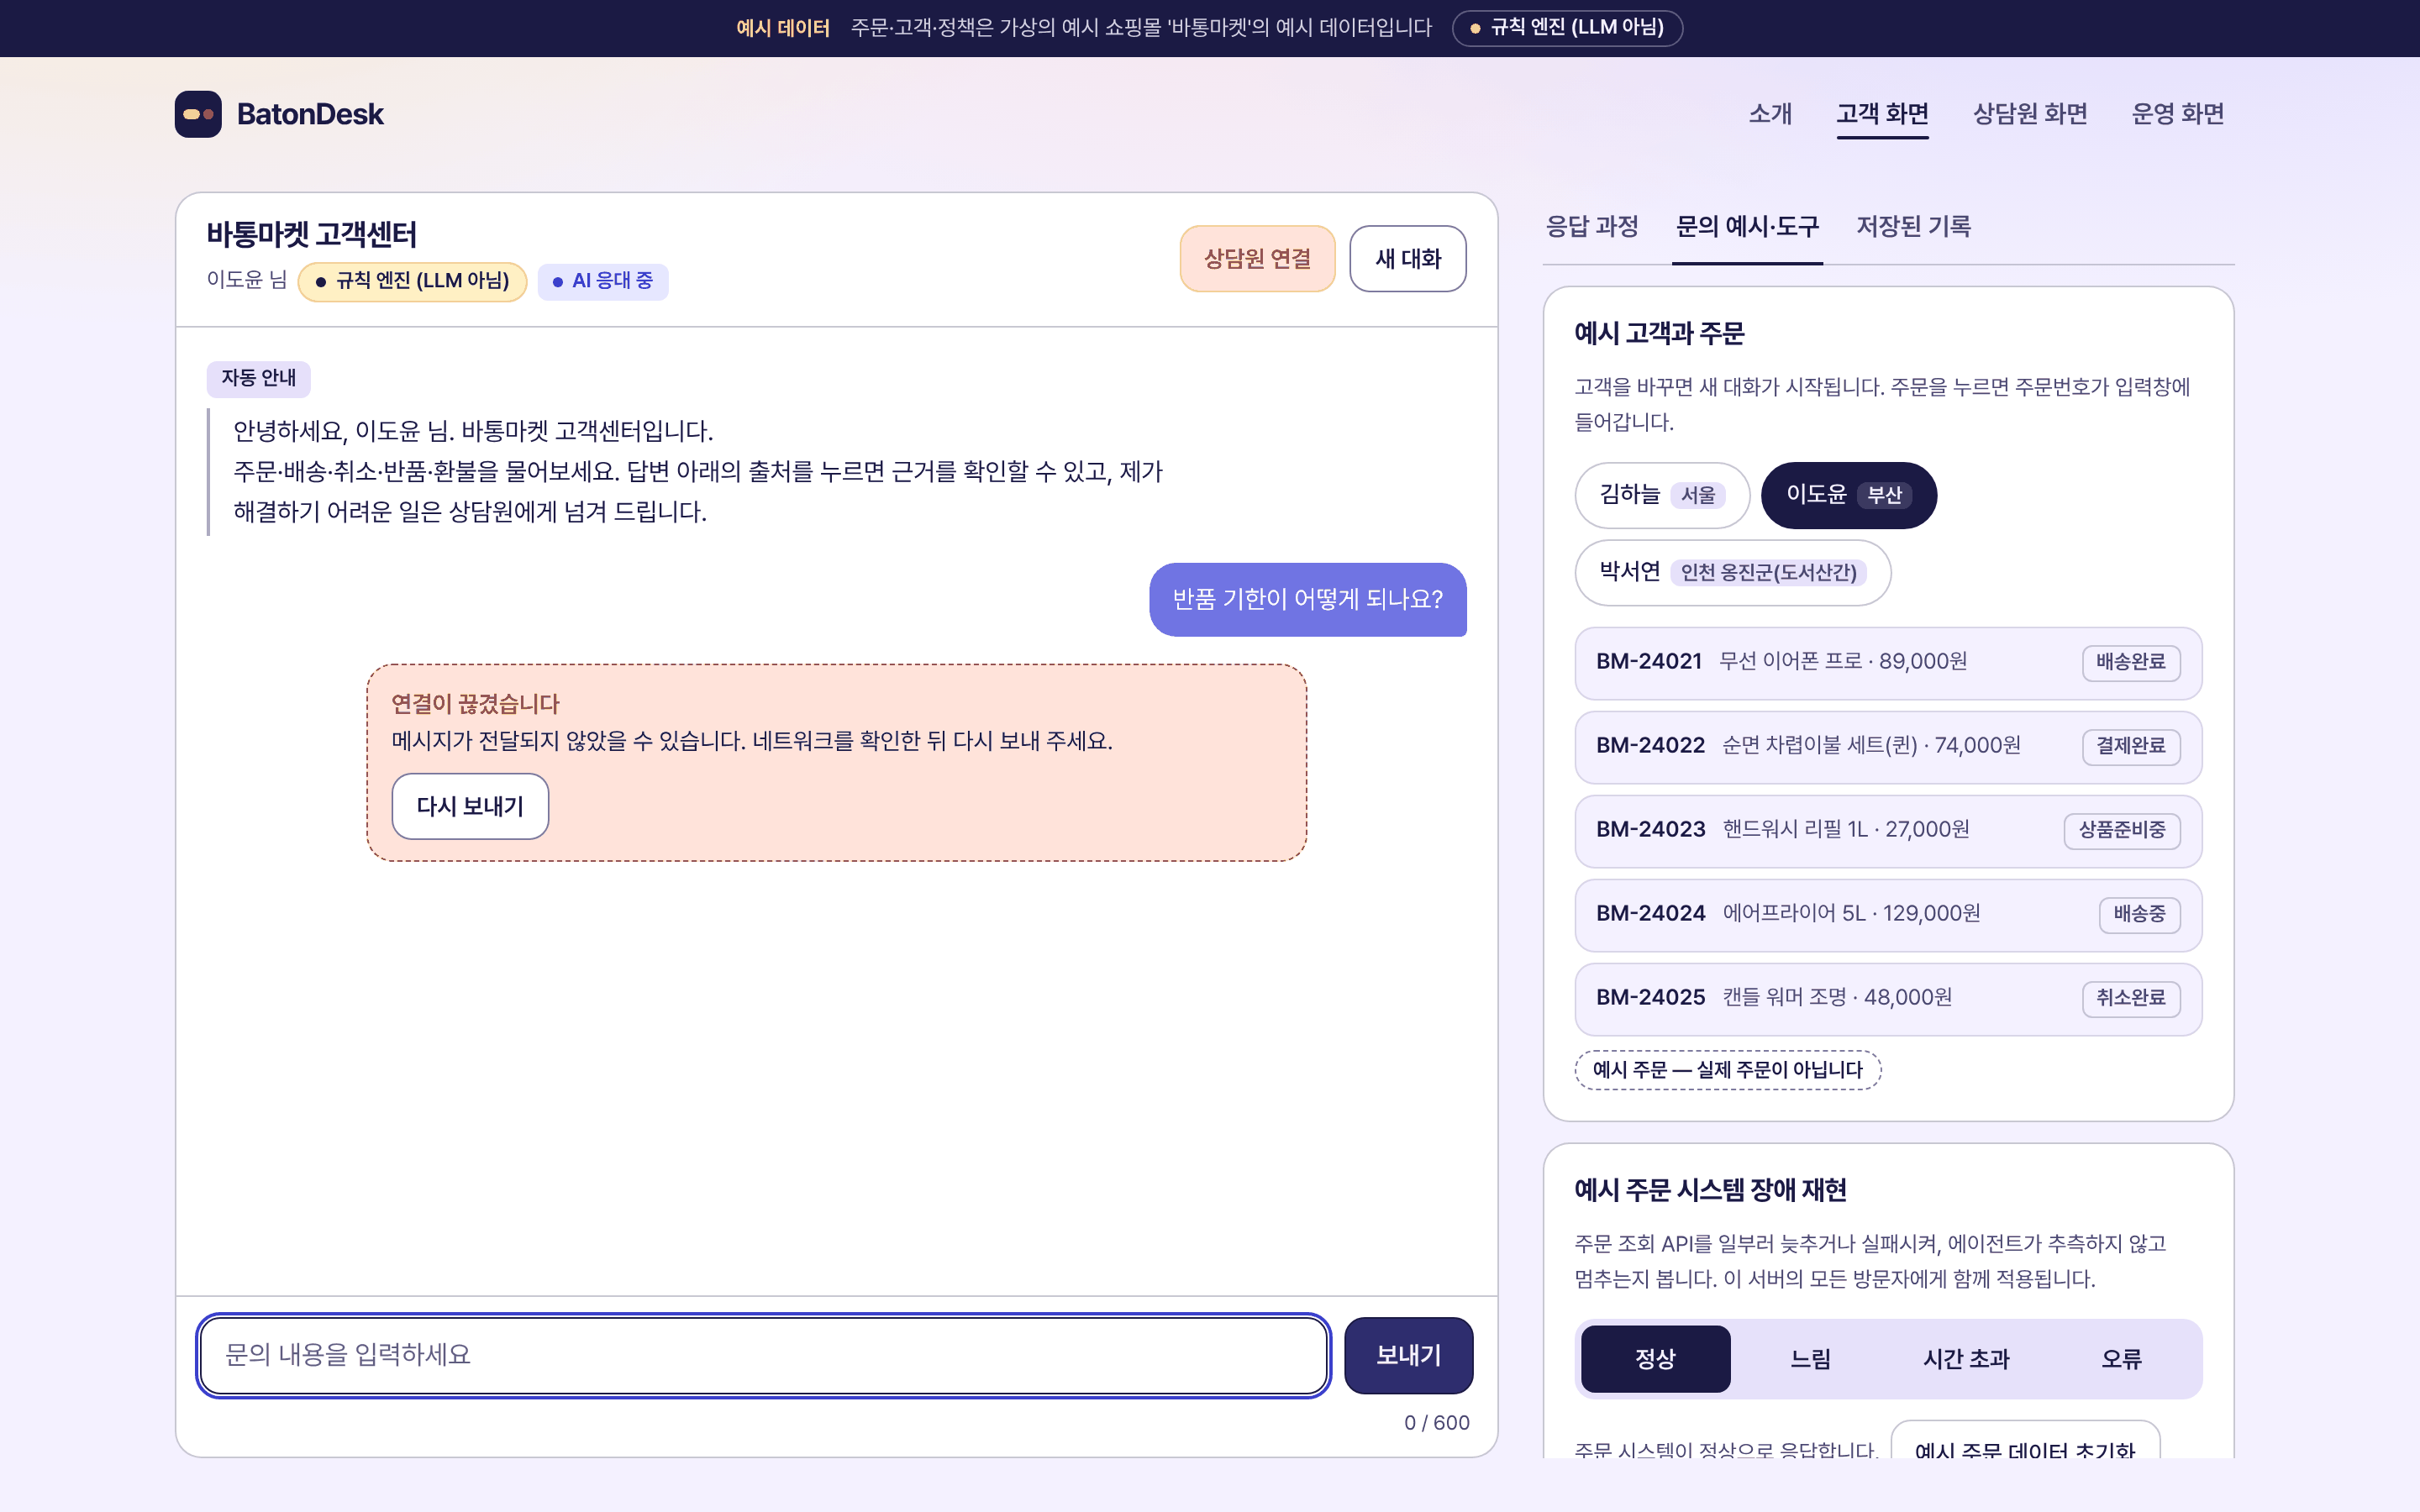 예시 데이터 주문·고객·정책은 가상의 예시 쇼핑몰 '바통마켓'의 예시 데이터입니다 규칙 엔진 (LLM 아님)
BatonDesk
소개 고객 화면 상담원 화면 운영 화면
바통마켓 고객센터
이도윤 님 규칙 엔진 (LLM 아님) AI 응대 중
상담원 연결 새 대화
자동 안내
안녕하세요, 이도윤 님. 바통마켓 고객센터입니다.
주문·배송·취소·반품·환불을 물어보세요. 답변 아래의 출처를 누르면 근거를 확인할 수 있고, 제가
해결하기 어려운 일은 상담원에게 넘겨 드립니다.
반품 기한이 어떻게 되나요?
연결이 끊겼습니다
메시지가 전달되지 않았을 수 있습니다. 네트워크를 확인한 뒤 다시 보내 주세요.
다시 보내기
문의 내용을 입력하세요
보내기
0 / 600
응답 과정 문의 예시·도구 저장된 기록
예시 고객과 주문
고객을 바꾸면 새 대화가 시작됩니다. 주문을 누르면 주문번호가 입력창에
들어갑니다.
김하늘 서울 이도윤 부산
박서연 인천 옹진군(도서산간)
BM-24021 무선 이어폰 프로 · 89,000원 배송완료
BM-24022 순면 차렵이불 세트(퀸) · 74,000원 결제완료
BM-24023 핸드워시 리필 1L · 27,000원 상품준비중
BM-24024 에어프라이어 5L · 129,000원 배송중
BM-24025 캔들 워머 조명 · 48,000원 취소완료
예시 주문 — 실제 주문이 아닙니다
예시 주문 시스템 장애 재현
주문 조회 API를 일부러 늦추거나 실패시켜, 에이전트가 추측하지 않고
멈추는지 봅니다. 이 서버의 모든 방문자에게 함께 적용됩니다.
정상 느림 시간 초과 오류
주문 시스템이 정상으로 응답합니다. 예시 주문 데이터 초기화